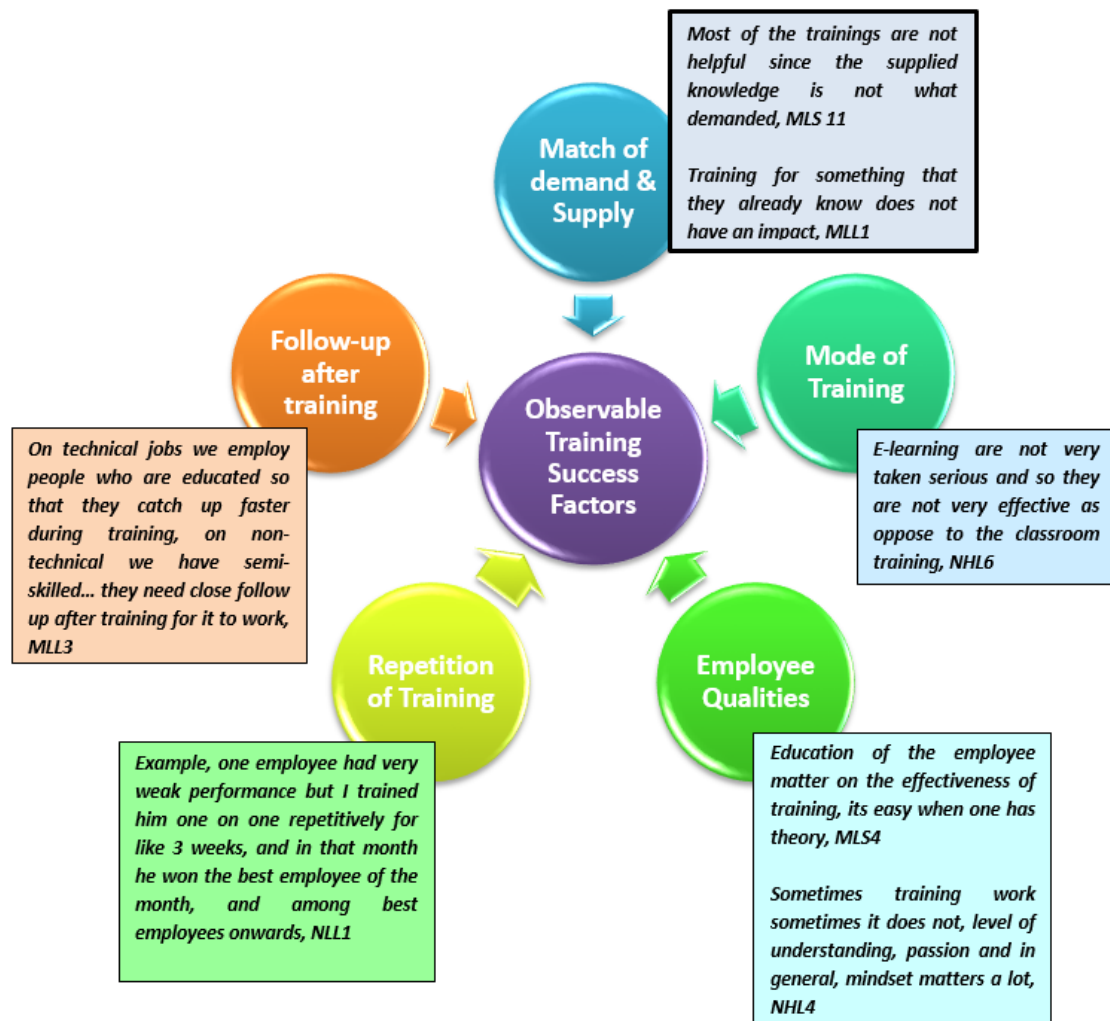 Most of the trainings are not
helpful since the supplied
knowledge is not what
demanded, MLS 11
Training for something that
they already know does not
have an impact, MLL1
Match of
demand &
Supply
Follow-up
after
training
Mode of
Training
Observable
Training
Success
Factors
On technical jobs we employ
people who are educated so
that they catch up faster
during training, on non-
technical we have semi-
skilled... they need close follow
up after training for it to work,
MLL3
E-learning are not very
taken serious and so they
are not very effective as
oppose to the classroom
training, NHL6
Repetition
of Training
Employee
Qualities
Example, one employee had very
weak performance but I trained
him one on one repetitively for
like 3 weeks, and in that month
he won the best employee of the
month, and among best
employees onwards, NLL1
Education of the employee
matter on the effectiveness of
training, its easy when one has
theory, MLS4
Sometimes training work
sometimes it does not, level of
understanding, passion and in
general, mindset matters a lot,
NHL4